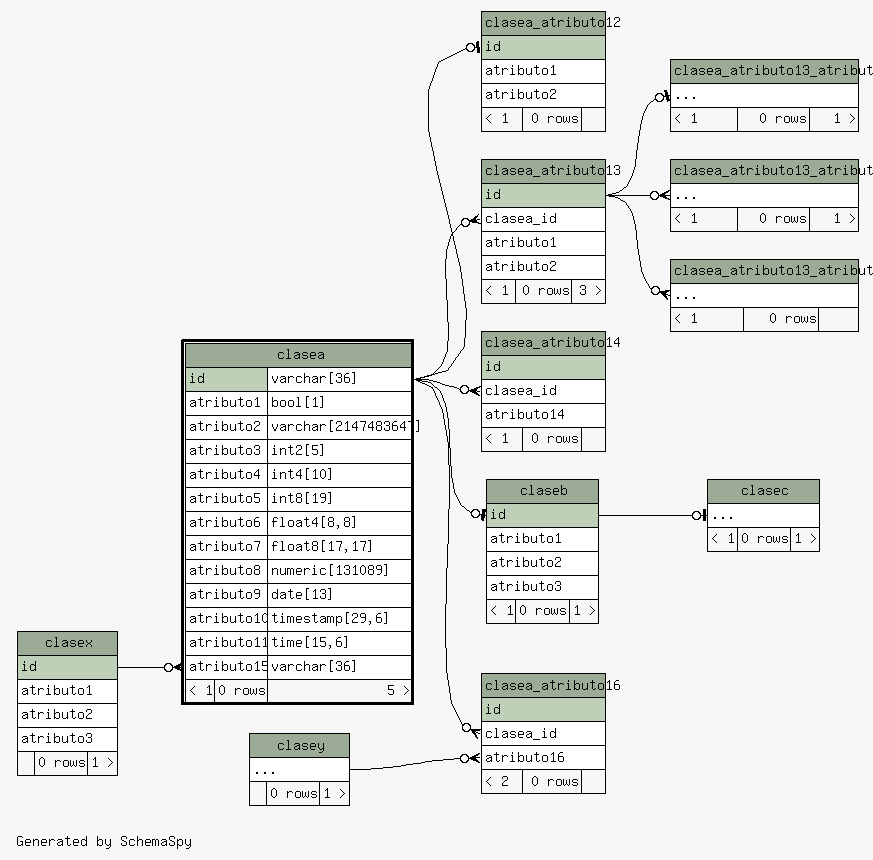 clasea_atributo12
id
atributo1
atributo2
< 1 0 rows
clasea_atributo13_atribut
...
< 1 0 rows 1 >
clasea_atributo13
id
clasea_id
atributo1
atributo2
< 1 0 rows 3 >
clasea_atributo13_atribut
...
< 1 0 rows 1 >
clasea_atributo13_atribut
...
< 1 0 rows
clasea_atributo14
id
clasea_id
atributo14
< 1 0 rows
clasea
id varchar[36]
atributo1 bool[1]
atributo2 varchar[2147483647]
atributo3 int2[5]
atributo4 int4[10]
atributo5 int8[19]
atributo6 float4[8,8]
atributo7 float8[17,17]
atributo8 numeric[131089]
atributo9 date[13]
atributo10 timestamp[29,6]
atributo11 time[15,6]
atributo15 varchar[36]
< 1 0 rows 5 >
claseb
id
atributo1
atributo2
atributo3
< 1 0 rows 1 >
clasec
...
< 1 0 rows 1 >
clasex
id
atributo1
atributo2
atributo3
0 rows 1 >
clasea_atributo16
id
clasea_id
atributo16
< 2 0 rows
clasey
...
0 rows 1 >
Generated by SchemaSpy